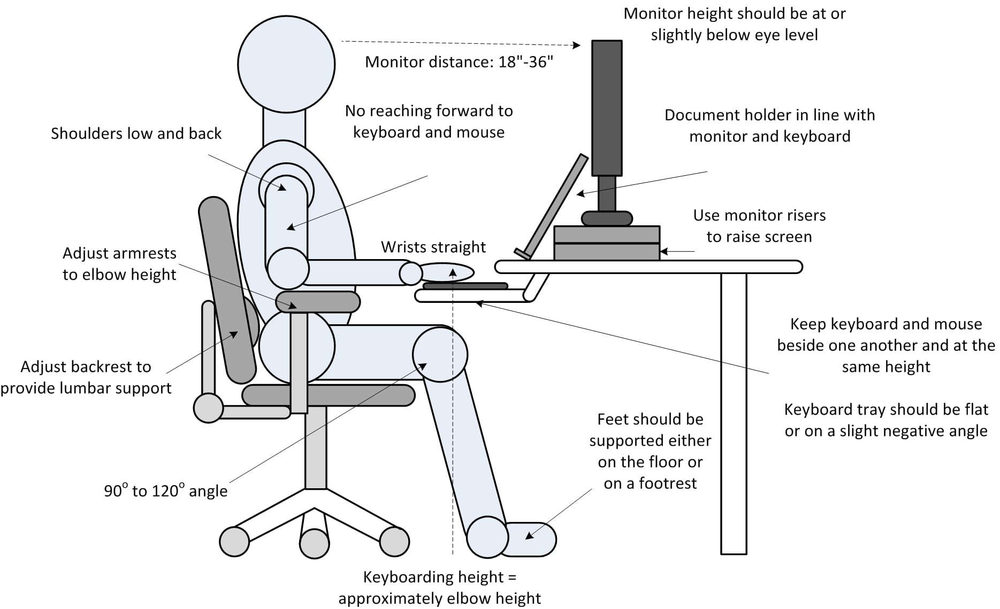 Monitor height should be at or
slightly below eye level
Monitor distance: 18"-36"
No reaching forward to
keyboard and mouse
Document holder in line with
monitor and keyboard
Shoulders low and back
Use monitor risers
to raise screen
Wrists straight
Adjust armrests
to elbow height
Keep keyboard and mouse
beside one another and at the
same height
Adjust backrest to
provide lumbar support
Keyboard tray should be flat
or on a slight negative angle
Feet should be
supported either
on the floor or
on a footrest
90° to 120° angle
Keyboarding height =
approximately elbow height